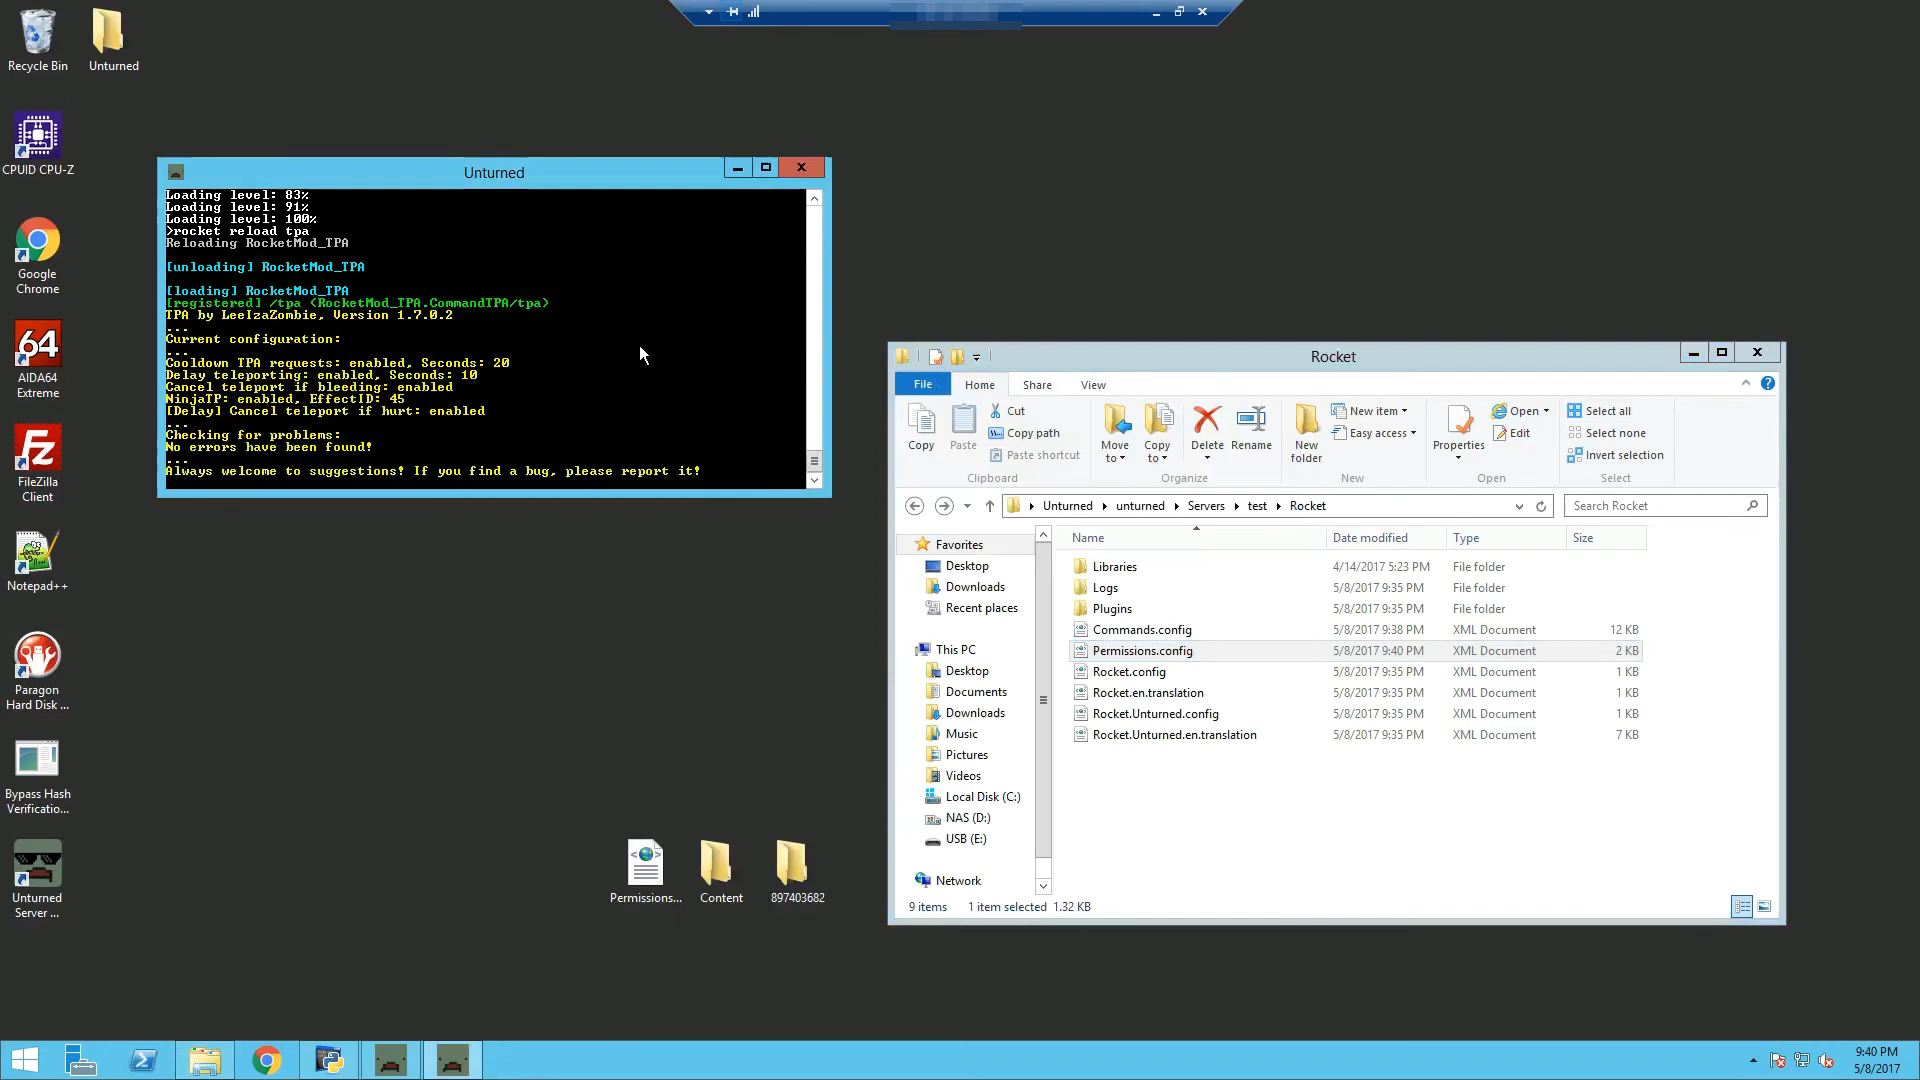 Recycle Bin
Unturned
CPUID CPU-Z
Google
Chrome
64
AIDA64
Extreme
FileZilla
Client
Notepad++
Paragon
Hard Disk ...
Bypass Hash
Verificatio...
Unturned
Server ...
Unturned
Loading level: 83%
Loading level: 91%
Loading level: 100%
>rocket reload tpa
Reloading RocketMod_TPA
[unloading] RocketMod_TPA
[loading] RocketMod_TPA
[registered] /tpa (RocketMod_TPA.CommandTPA/tpa)
TPA by LeeIzaZombie, Version 1.7.0.2
...
Current configuration:
...
Cooldown TPA requests: enabled, Seconds: 20
Delay teleporting: enabled, Seconds: 10
Cancel teleport if bleeding: enabled
NinjaTP: enabled, EffectID: 45
[Delay] Cancel teleport if hurt: enabled
...
Checking for problems:
No errors have been found!
...
Always welcome to suggestions! If you find a bug, please report it!
Permissions...
Content
897403682
Rocket
File Home Share View
Copy
Paste
Cut
Copy path
Paste shortcut
Clipboard
Move
to
Copy
to
Delete
Rename
Organize
New
folder
New item
Easy access
New
Properties
Open
Edit
Open
Select all
Select none
Invert selection
Select
Unturned unturned Servers test Rocket
Search Rocket
Favorites
Desktop
Downloads
Recent places
This PC
Desktop
Documents
Downloads
Music
Pictures
Videos
Local Disk (C:)
NAS (D:)
USB (E:)
Network
Name Date modified Type Size
Libraries 4/14/2017 5:23 PM File folder
Logs 5/8/2017 9:35 PM File folder
Plugins 5/8/2017 9:35 PM File folder
Commands.config 5/8/2017 9:38 PM XML Document 12 KB
Permissions.config 5/8/2017 9:40 PM XML Document 2 KB
Rocket.config 5/8/2017 9:35 PM XML Document 1 KB
Rocket.en.translation 5/8/2017 9:35 PM XML Document 1 KB
Rocket.Unturned.config 5/8/2017 9:35 PM XML Document 1 KB
Rocket.Unturned.en.translation 5/8/2017 9:35 PM XML Document 7 KB
9 items 1 item selected 1.32 KB
9:40 PM
5/8/2017